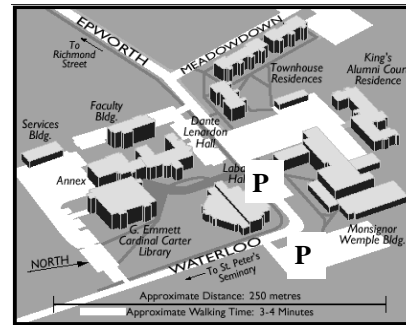 EPWORTH
To
Richmond
Street
MEADOWDOWN
Townhouse
Residences
King's
Alumni Court
Residence
Faculty
Bldg.
Dante
Lenardon
Hall
Services
Bldg.
Annex
Hall
P
G. Emmett
Cardinal Carter
Library
Monsignor
Wemple Bldg.
P
NORTH
WATERLOO
To St. Peter's
Seminary
Approximate Distance: 250 metres
Approximate Walking Time: 3-4 Minutes